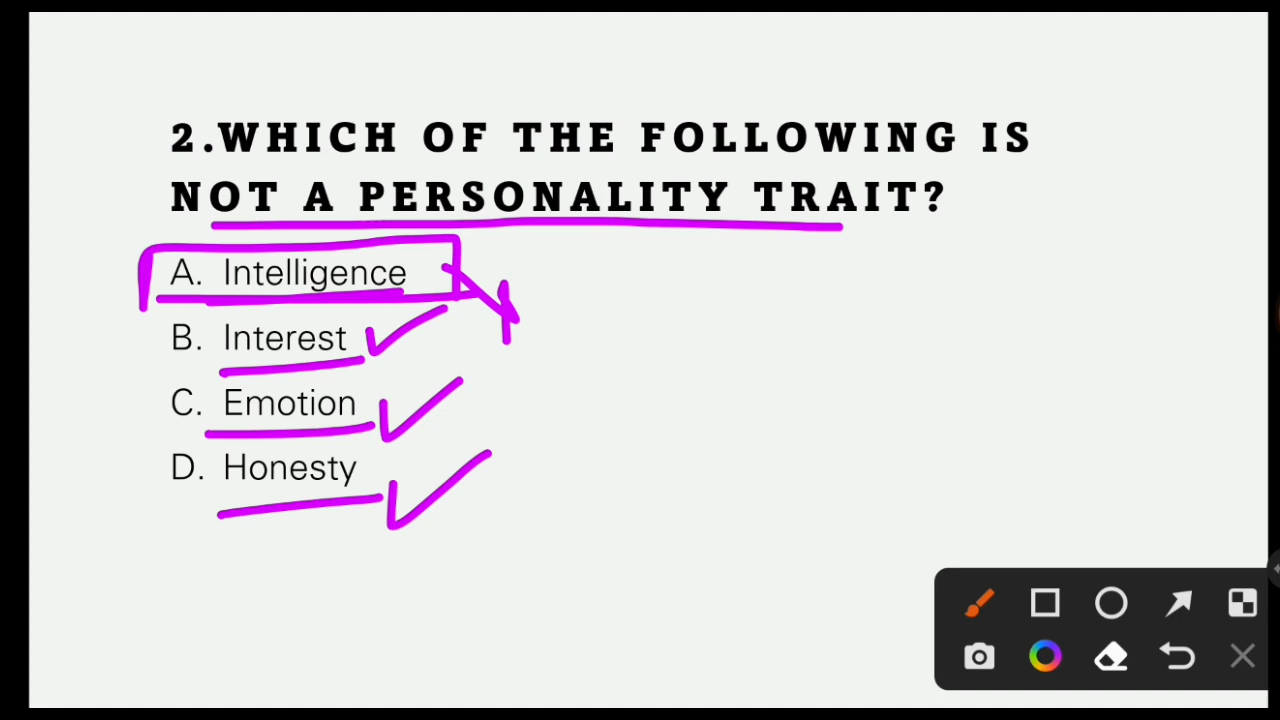 2.WHICH OF THE FOLLOWING IS
NOT A PERSONALITY TRAIT?
A. Intelligence
B. Interest
C. Emotion
D. Honesty